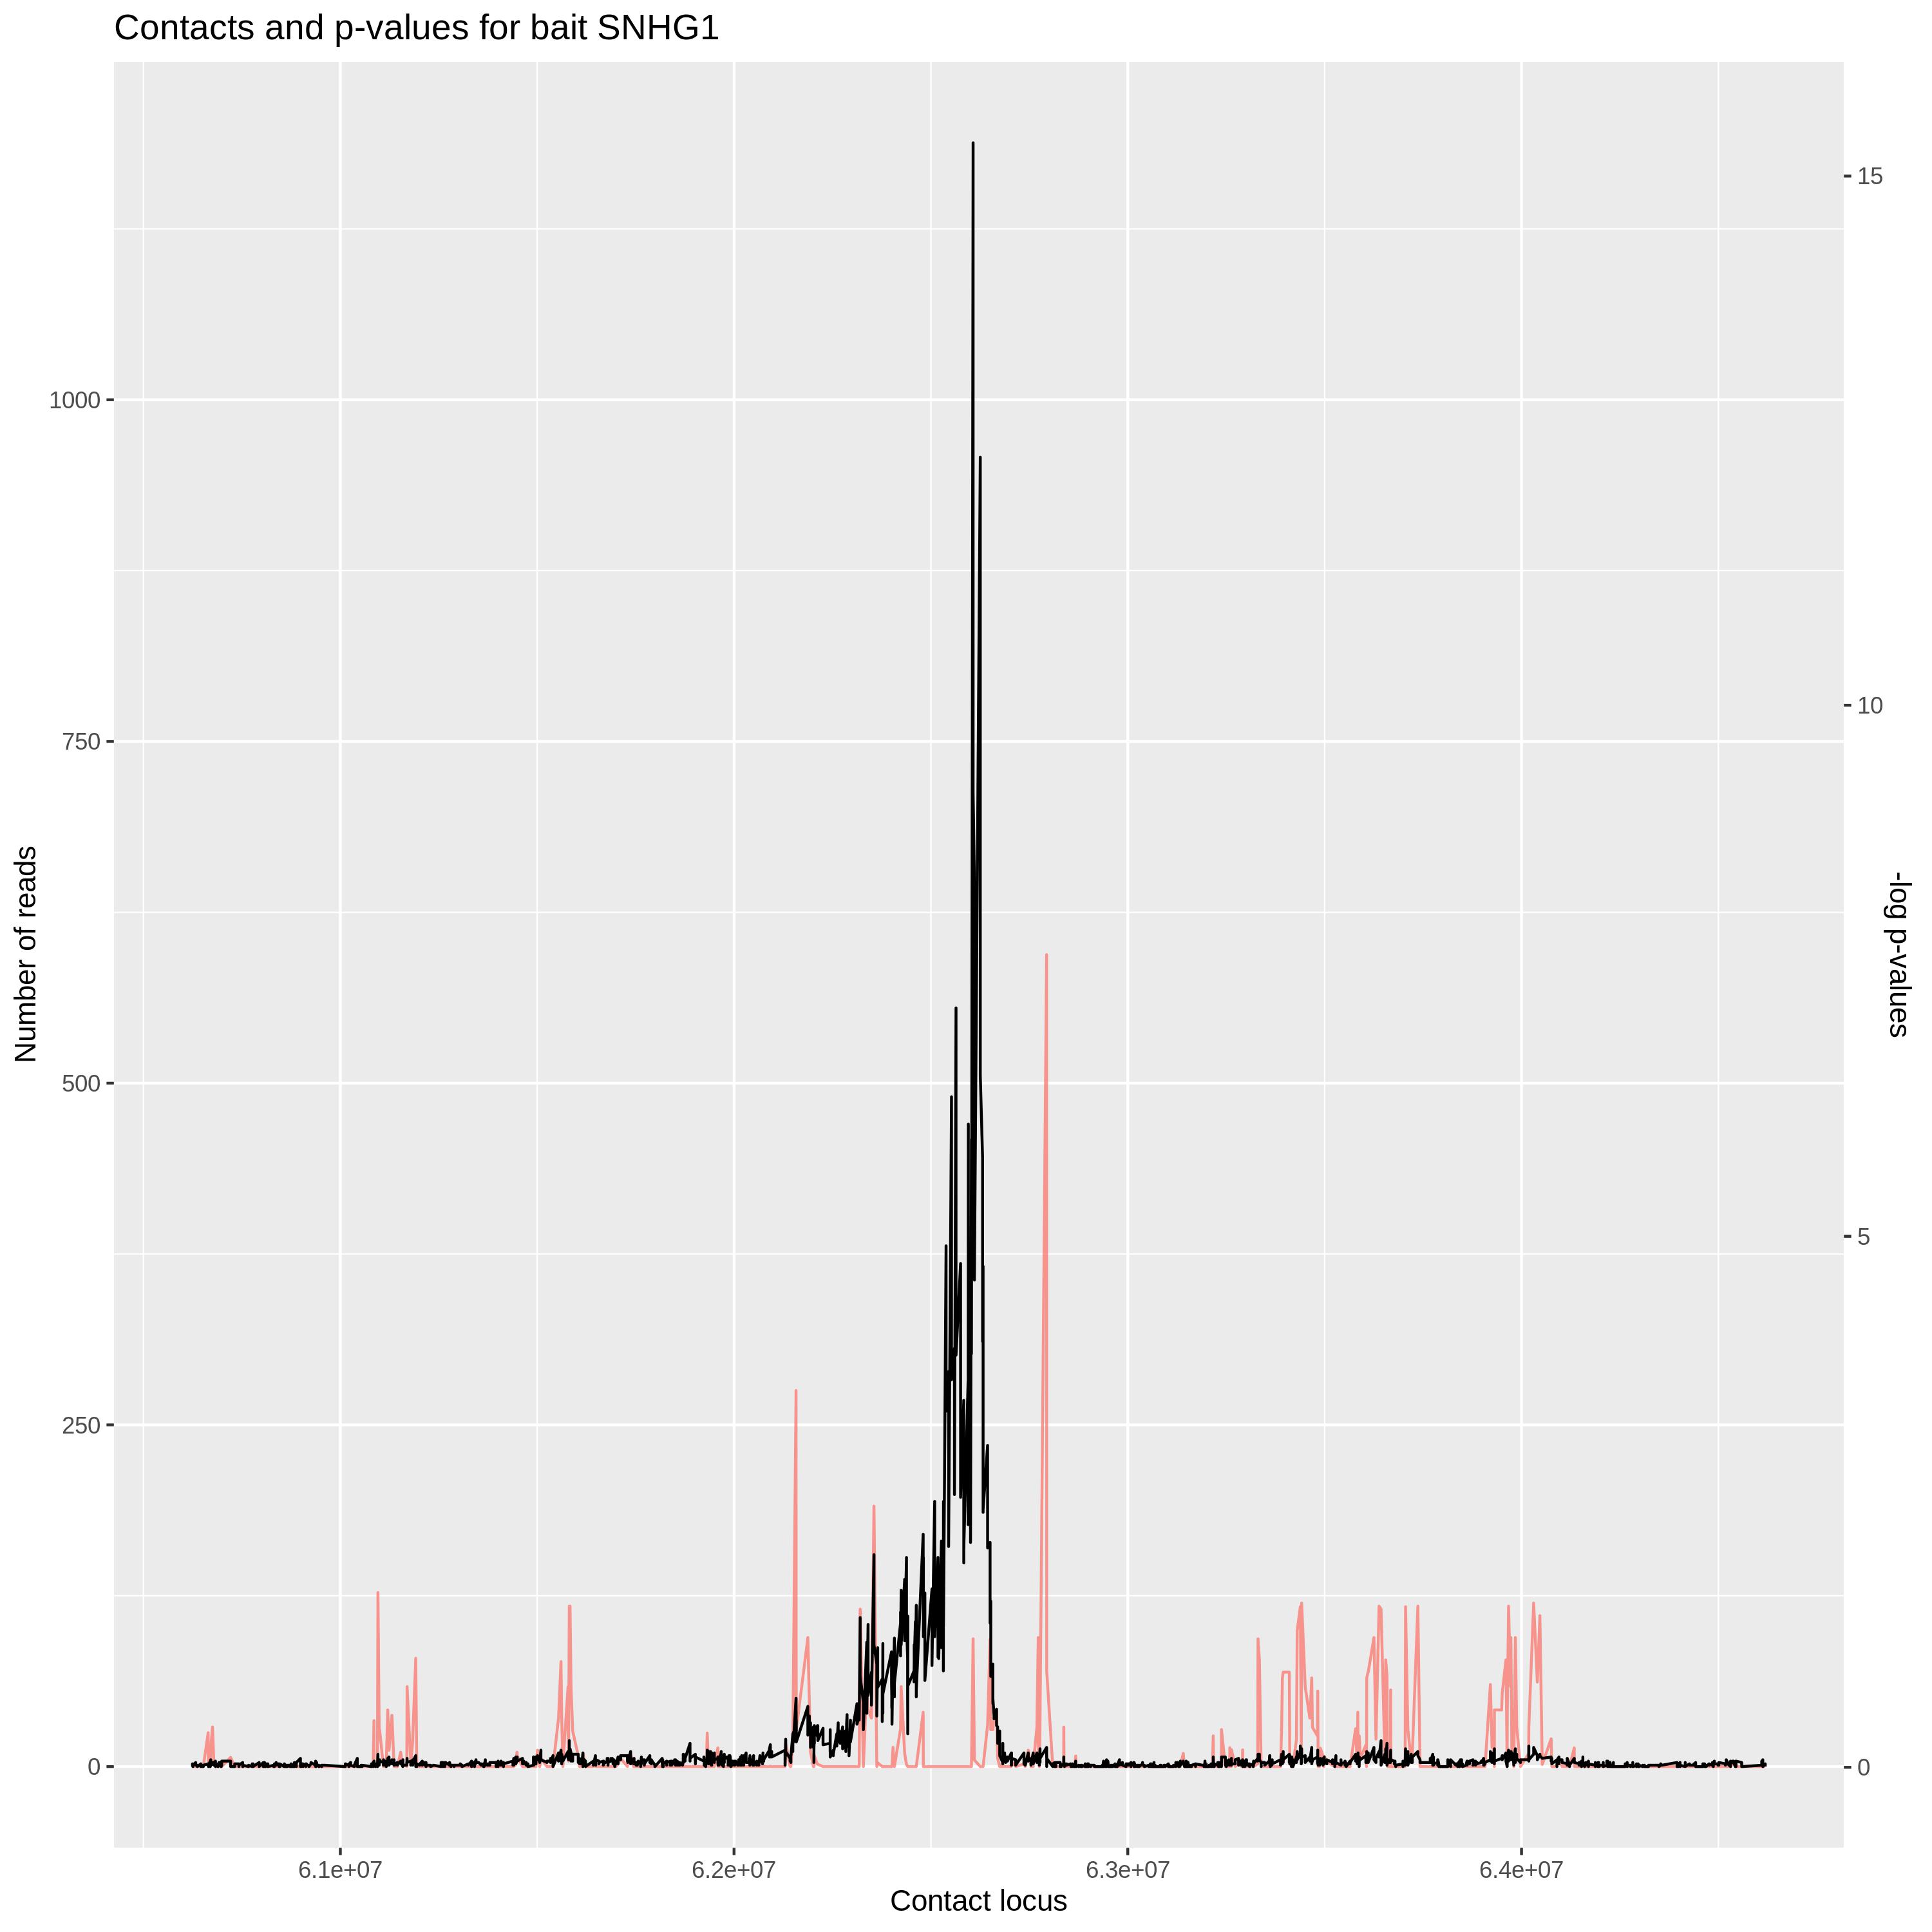 Contacts and p-values for bait SNHG1
Number of reads
1000
750
500
250
0
15
10
5
0
-log p-values
6.1e+07
6.2e+07
6.3e+07
6.4e+07
Contact locus